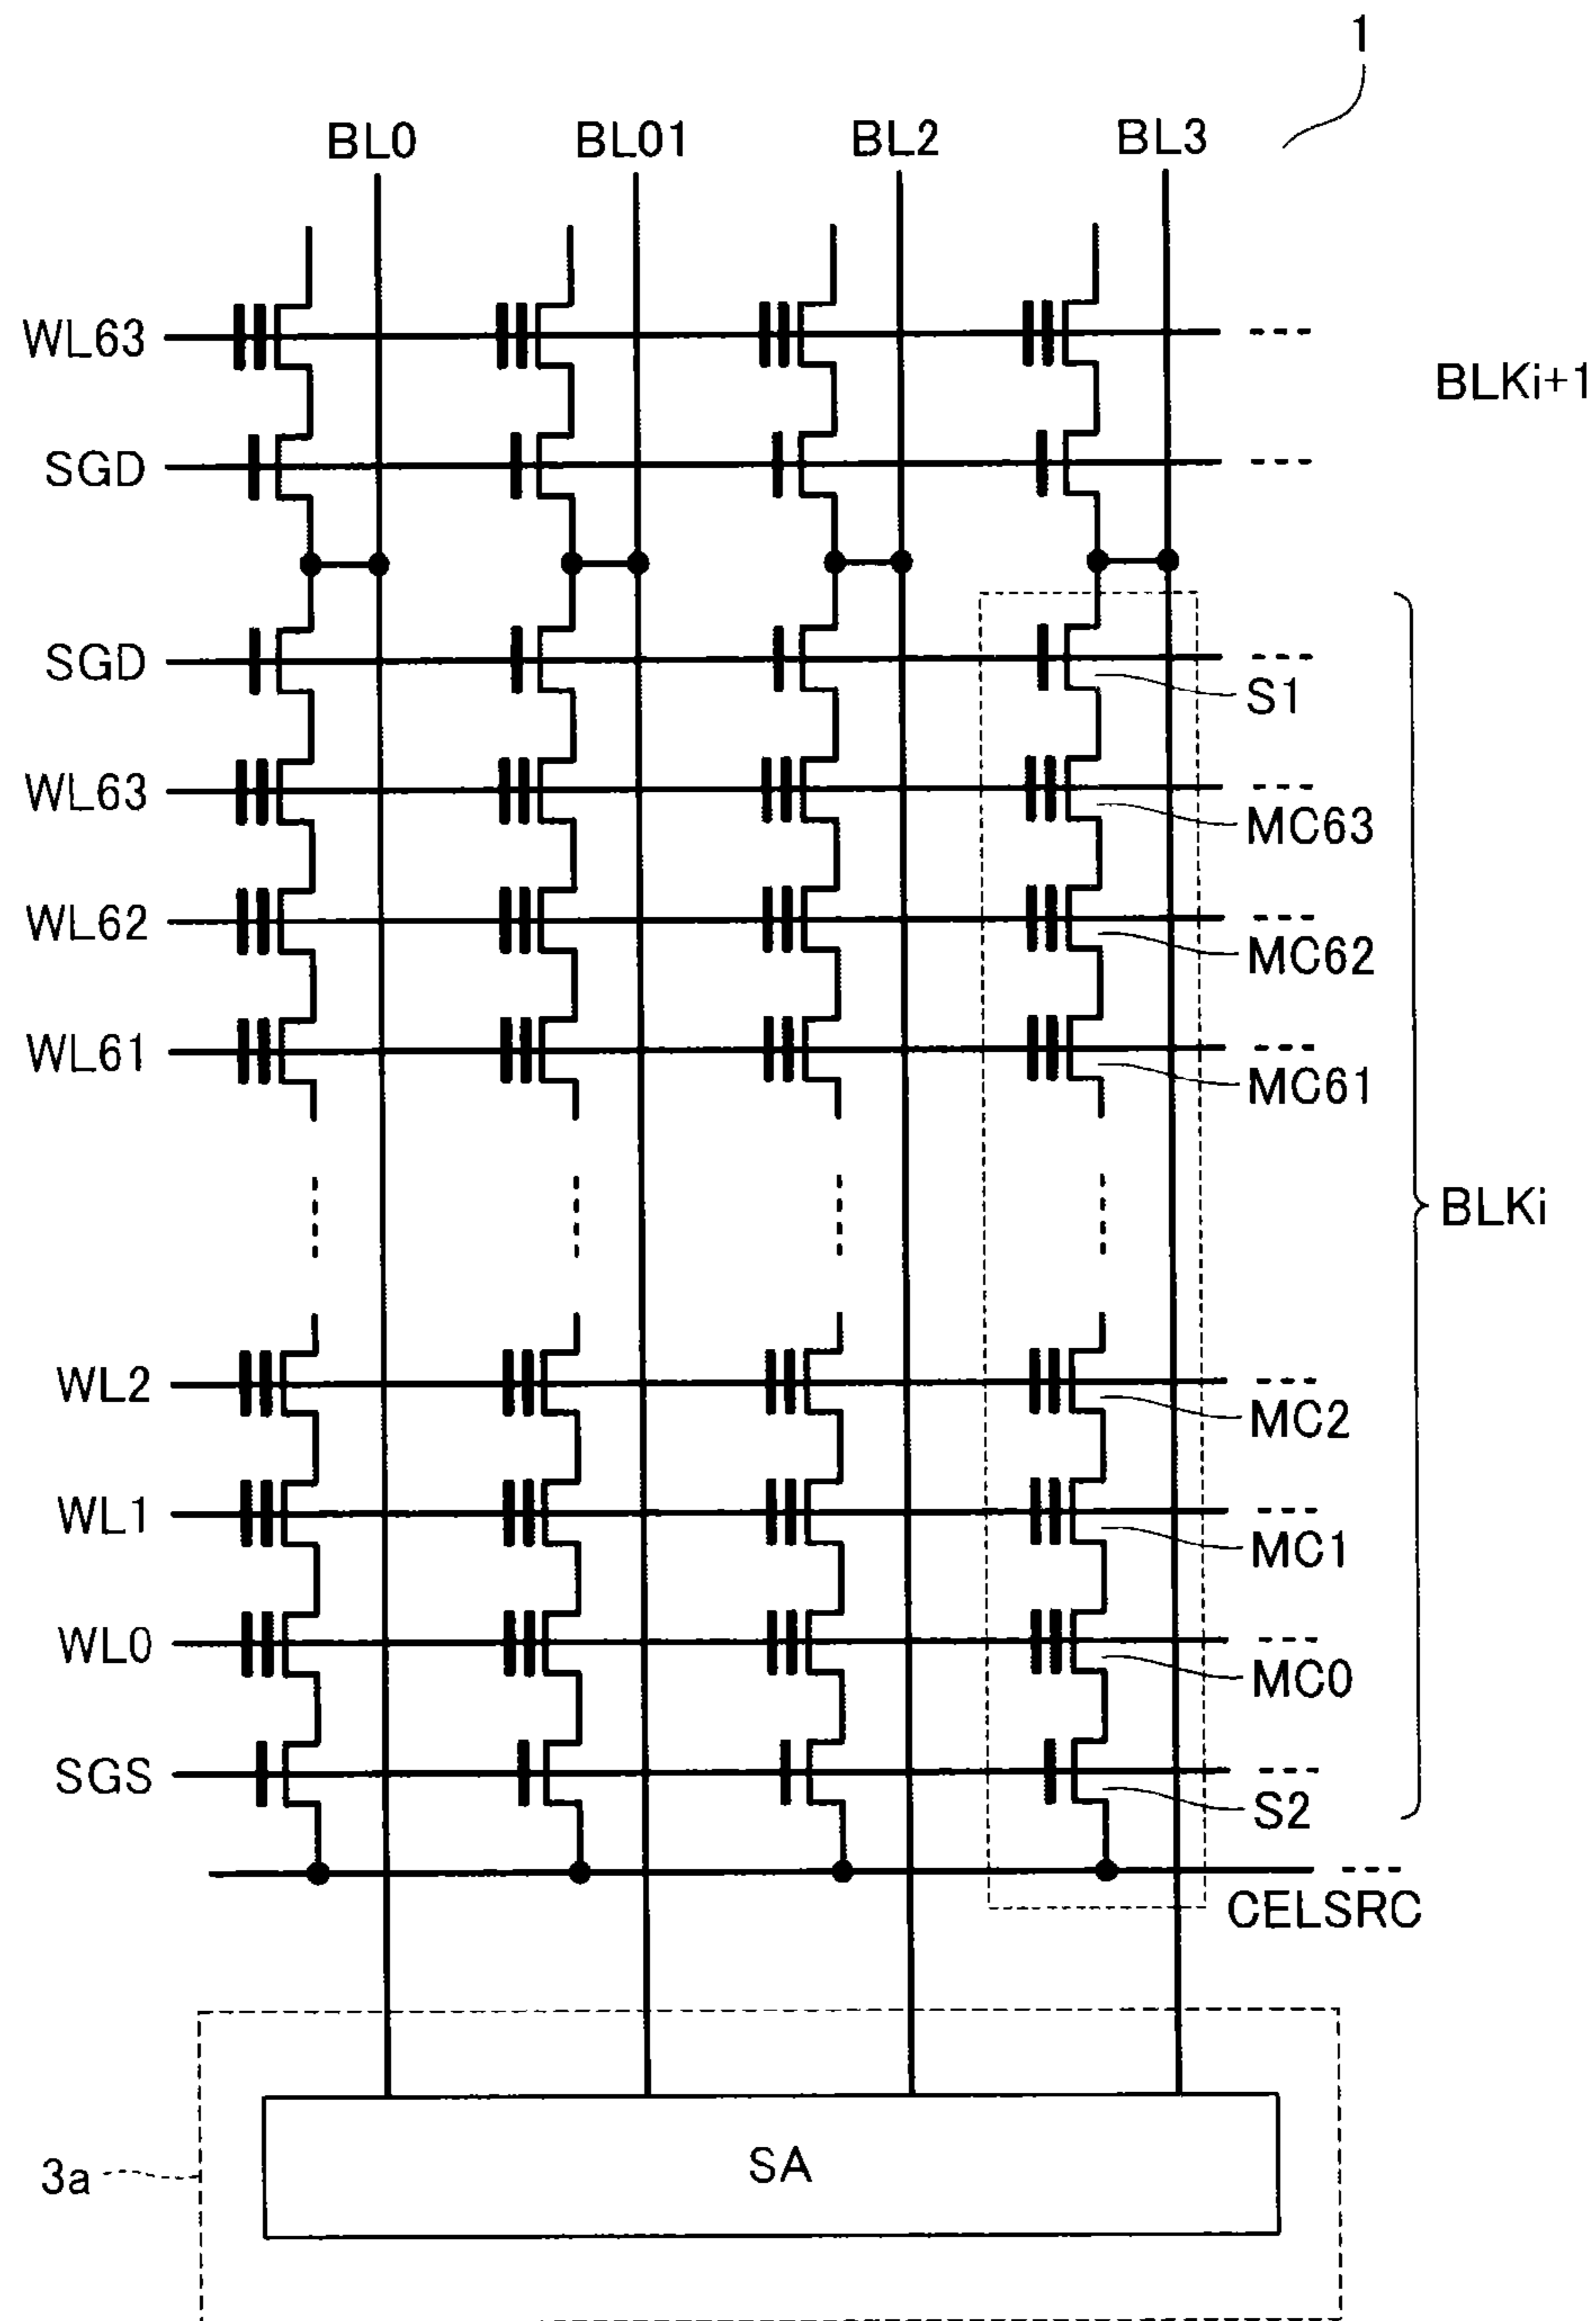 1
BL0 BL01 BL2 BL3
WL63
BLKi+1
SGD
SGD
S1
WL63
MC63
WL62
MC62
WL61
MC61
BLKi
WL2
MC2
WL1
MC1
WL0
MC0
SGS
S2
CELSRC
SA
3a